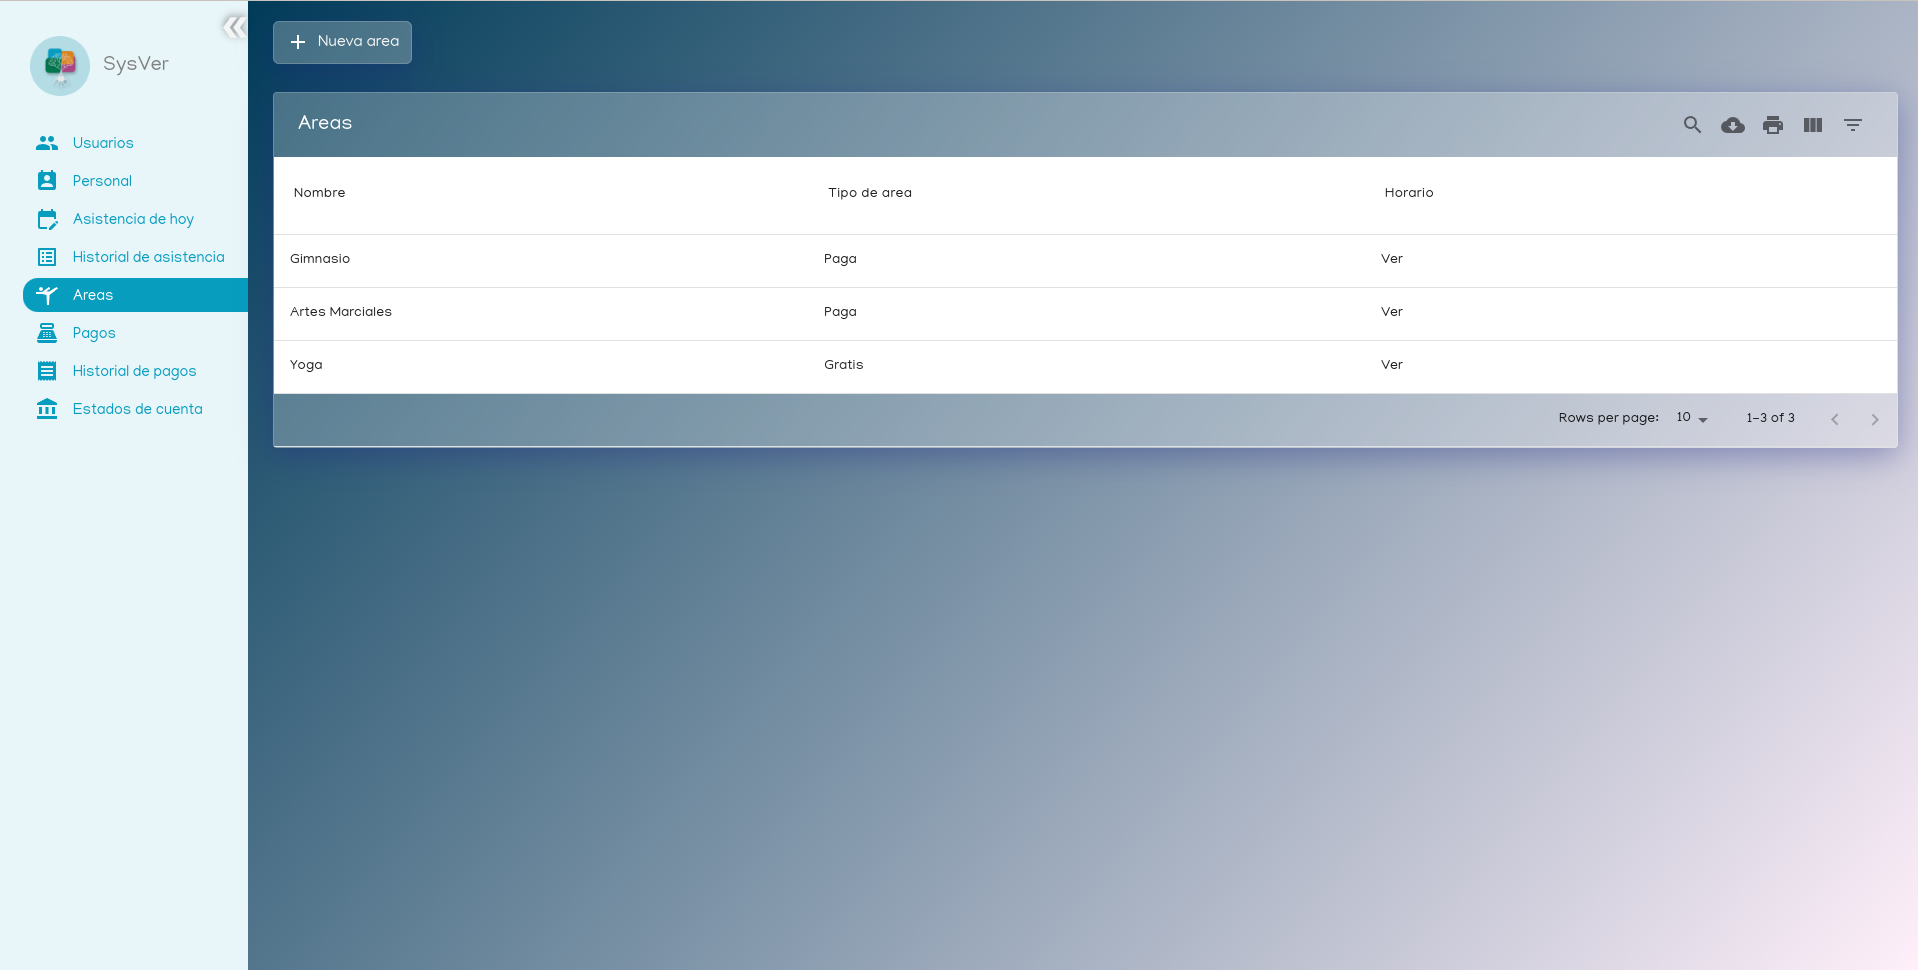 SysVer
Usuarios
Personal
Asistencia de hoy
Historial de asistencia
Areas
Pagos
Historial de pagos
Estados de cuenta
Nueva area
Areas
Nombre Tipo de area Horario
Gimnasio Paga Ver
Artes Marciales Paga Ver
Yoga Gratis Ver
Rows per page: 10 1-3 of 3